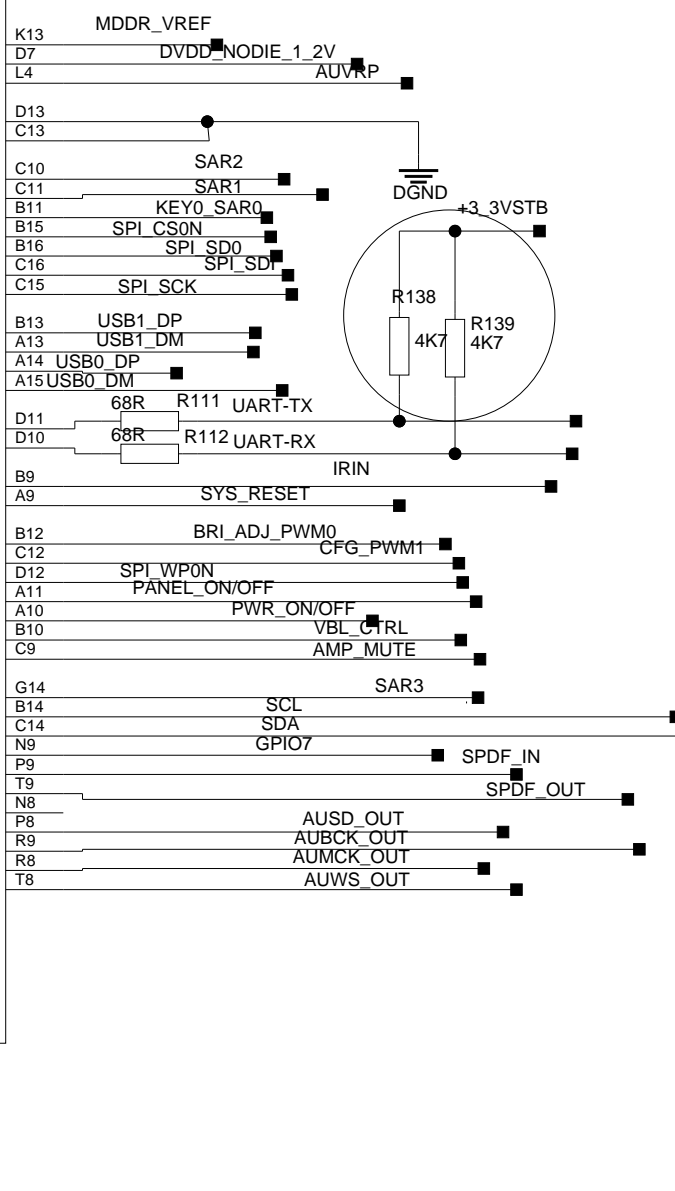 MDDR_VREF
K13
D7
DVDD_NODIE_1_2V
L4
AUVRP
D13
C13
C10
SAR2
DGND
C11
SAR1
B11
KEY0_SAR0
+3_3VSTB
B15
SPI_CS0N
B16
SPI_SD0
C16
SPI_SDI
C15
SPI_SCK
R138
B13
USB1_DP
R139
A13
USB1_DM
4K7
4K7
A14
USB0_DP
A15
USB0_DM
68R
R111
UART-TX
D11
D10
68R
R112
UART-RX
B9
IRIN
A9
SYS_RESET
B12
BRI_ADJ_PWM0
C12
CFG_PWM1
D12
SPI_WP0N
A11
PANEL_ON/OFF
A10
PWR_ON/OFF
B10
VBL_CTRL
C9
AMP_MUTE
G14
SAR3
B14
SCL
C14
SDA
N9
GPIO7
P9
SPDF_IN
T9
SPDF_OUT
N8
P8
AUSD_OUT
R9
AUBCK_OUT
R8
AUMCK_OUT
T8
AUWS_OUT